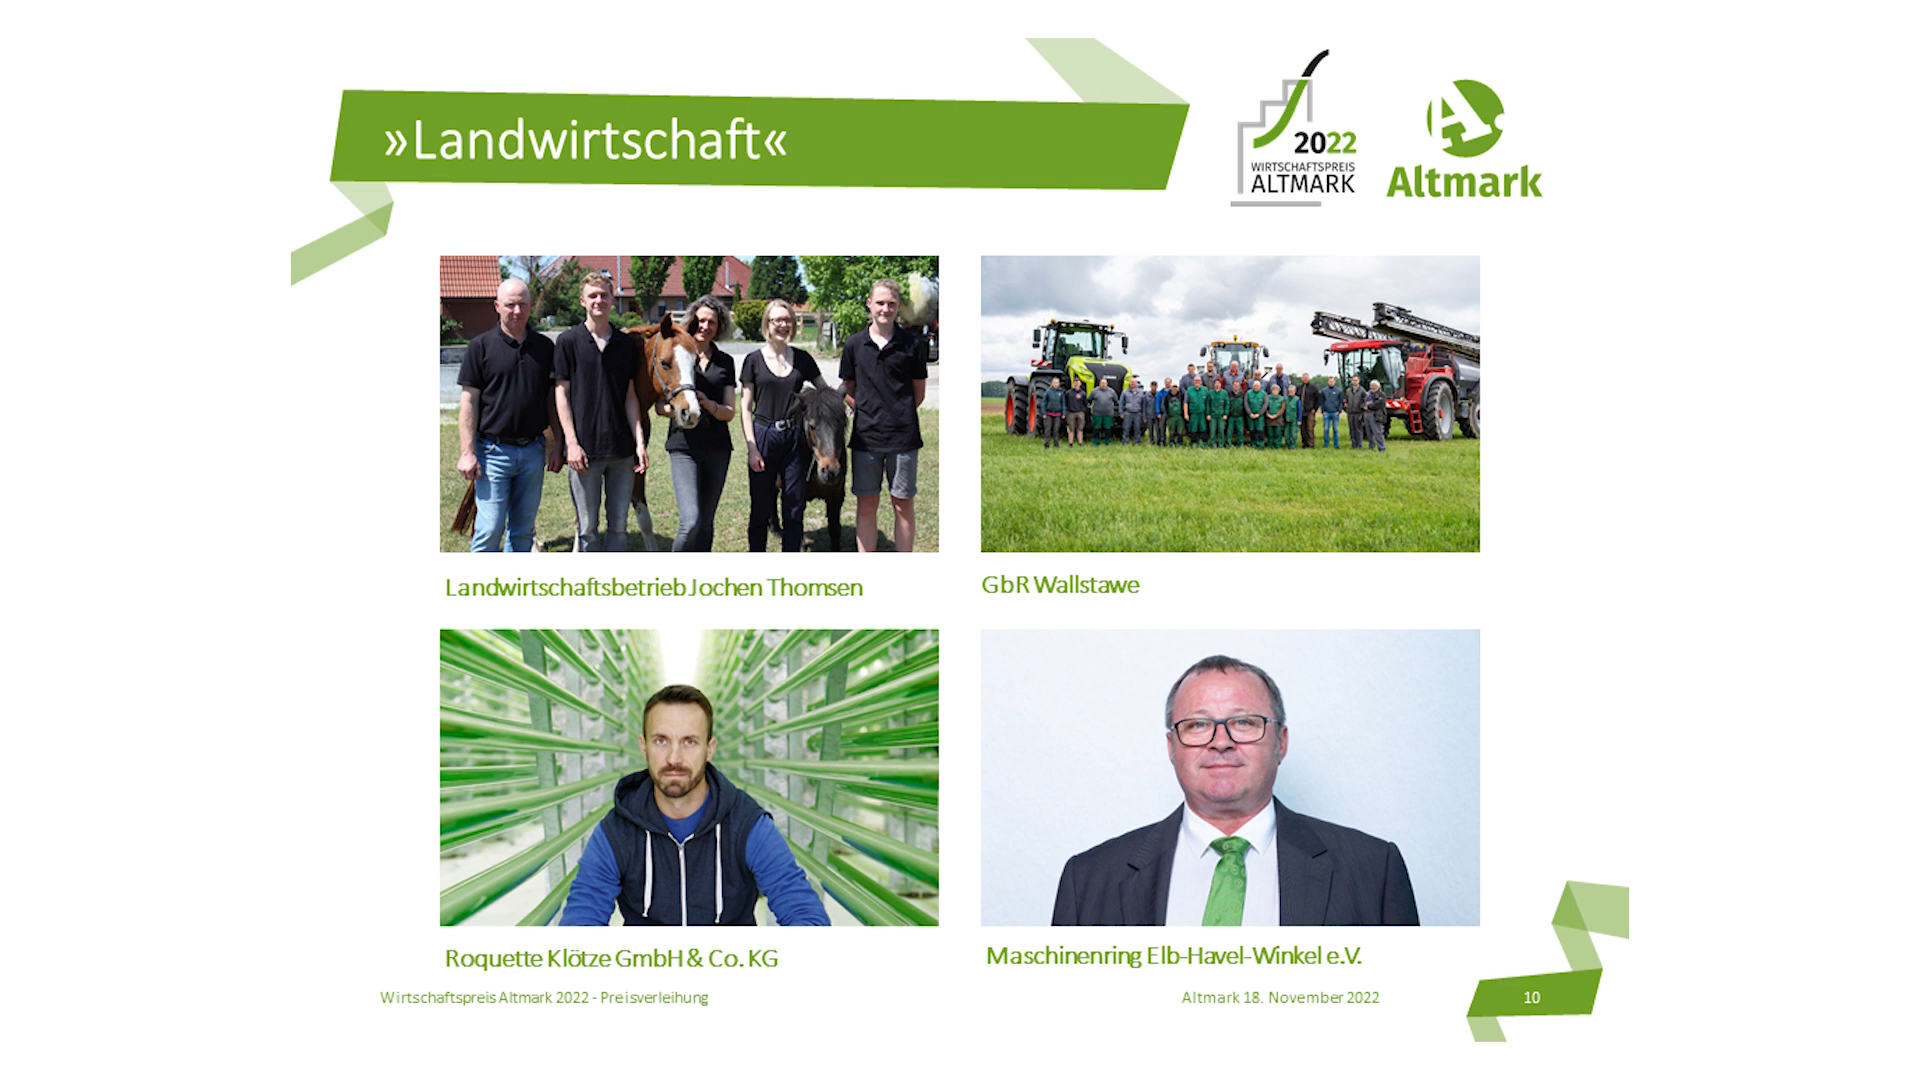 »Landwirtschaft«
2022
WIRTSCHAFTSPREIS
ALTMARK
A
Altmark
Landwirtschaftsbetrieb Jochen Thomsen
GbR Wallstawe
Roquette Klötze GmbH & Co. KG
Maschinenring Elb-Havel-Winkel e.V.
Wirtschaftspreis Altmark 2022 - Preisverleihung
Altmark 18. November 2022
10